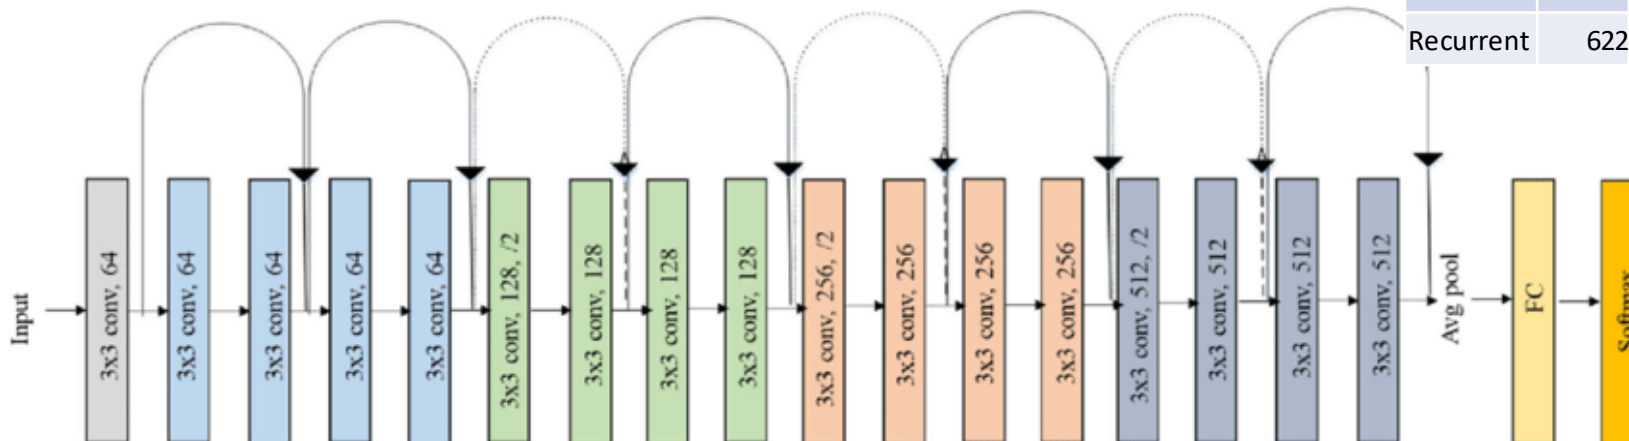 Recurrent 622
Input
3x3 conv, 64
3x3 conv, 64
3x3 conv, 64
3x3 conv, 64
3x3 conv, 64
3x3 conv, 128, /2
3x3 conv, 128
3x3 conv, 128
3x3 conv, 128
3x3 conv, 256, /2
3x3 conv, 256
3x3 conv, 256
3x3 conv, 256
3x3 conv, 512, /2
3x3 conv, 512
3x3 conv, 512
3x3 conv, 512
Avg pool
FC
Softmax